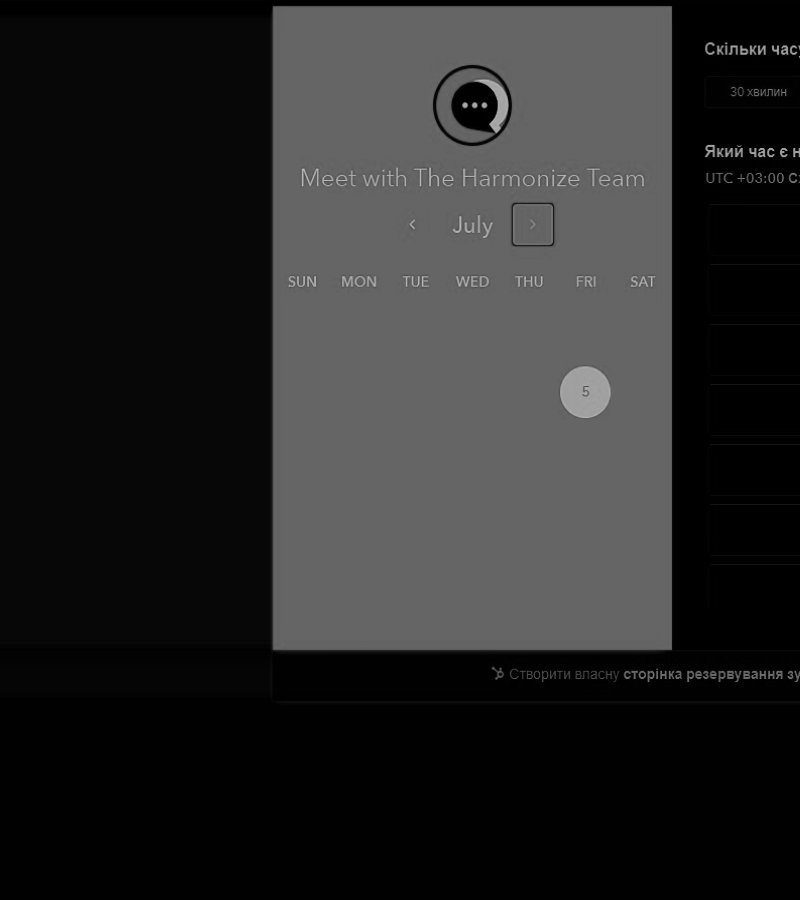 Meet with The Harmonize Team
July
SUN MON TUE WED THU FRI SAT
5
Скільки часу
30 хвилин
Який час є
UTC +03:00
Створити власну сторінка резервування